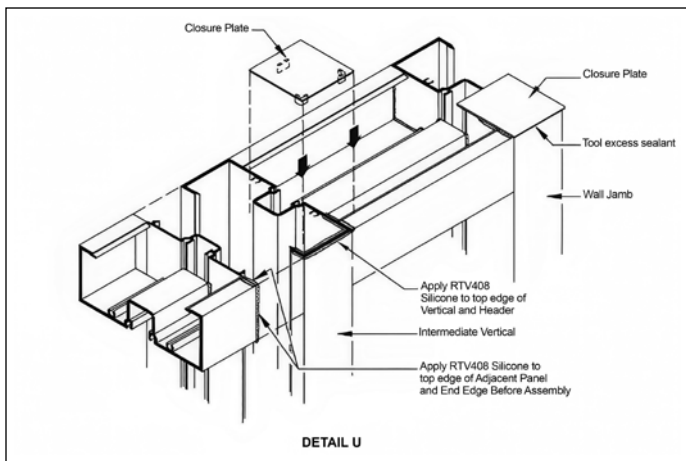 Closure Plate
Closure Plate
Tool excess sealant
Wall Jamb
Apply RTV408
Silicone to top edge of
Vertical and Header
Intermediate Vertical
Apply RTV408 Silicone to
top edge of Adjacent Panel
and End Edge Before Assembly
DETAIL U